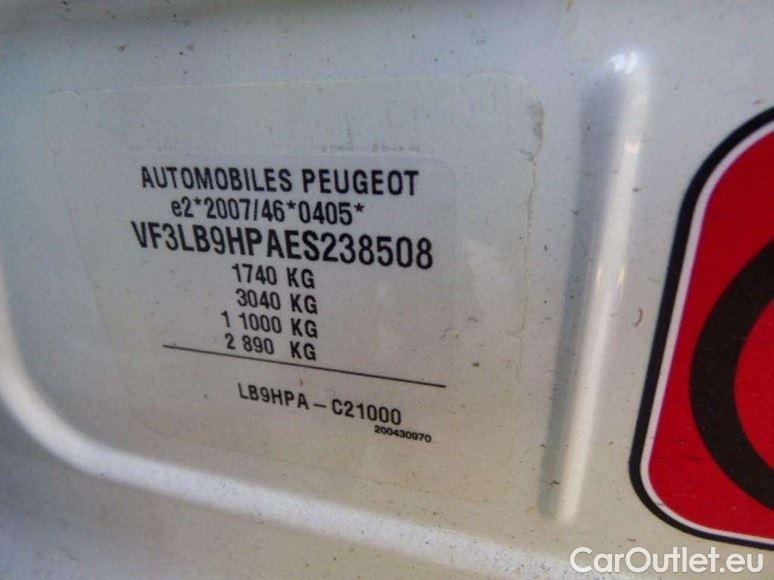 AUTOMOBILES PEUGEOT
e2*2007/46*0405*
VF3LB9HPAES238508
1740 KG
3040 KG
1 1000 KG
2 890 KG
LB9HPA – C21000
200430970
CarOutlet.eu